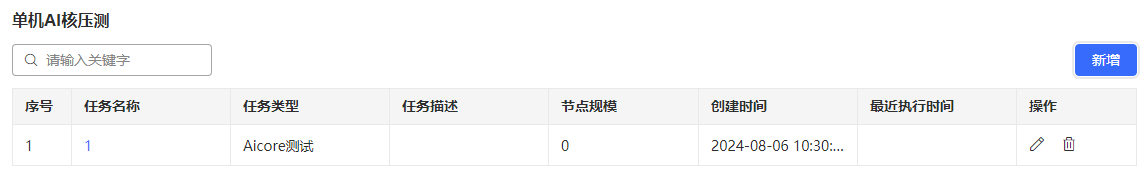 单机AI核压测
请输入关键字
新增
序号 任务名称 任务类型 任务描述 节点规模 创建时间 最近执行时间 操作
1 1 Aicore测试 0 2024-08-06 10:30:...